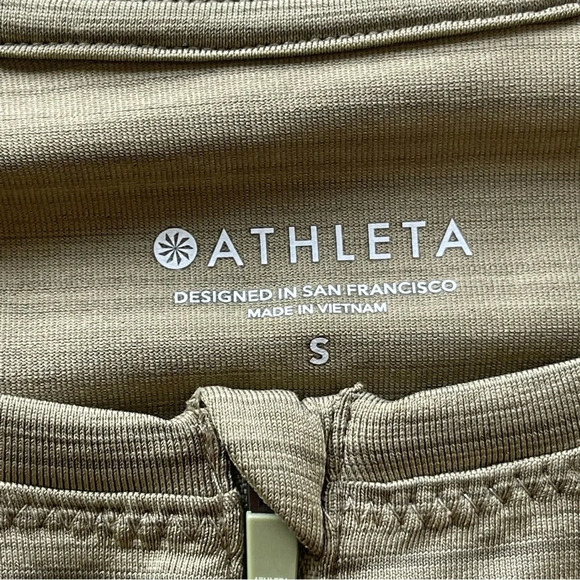 ATHLETA
DESIGNED IN SAN FRANCISCO
MADE IN VIETNAM
S